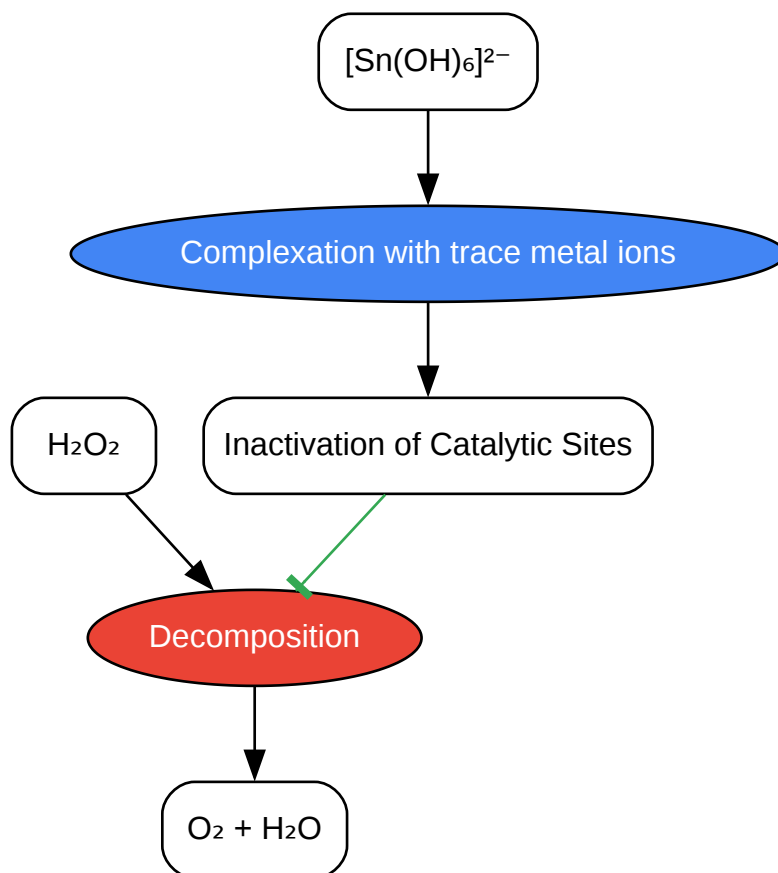 [Sn(OH)₆]²⁻
Complexation with trace metal ions
H₂O₂
Inactivation of Catalytic Sites
Decomposition
O₂ + H₂O